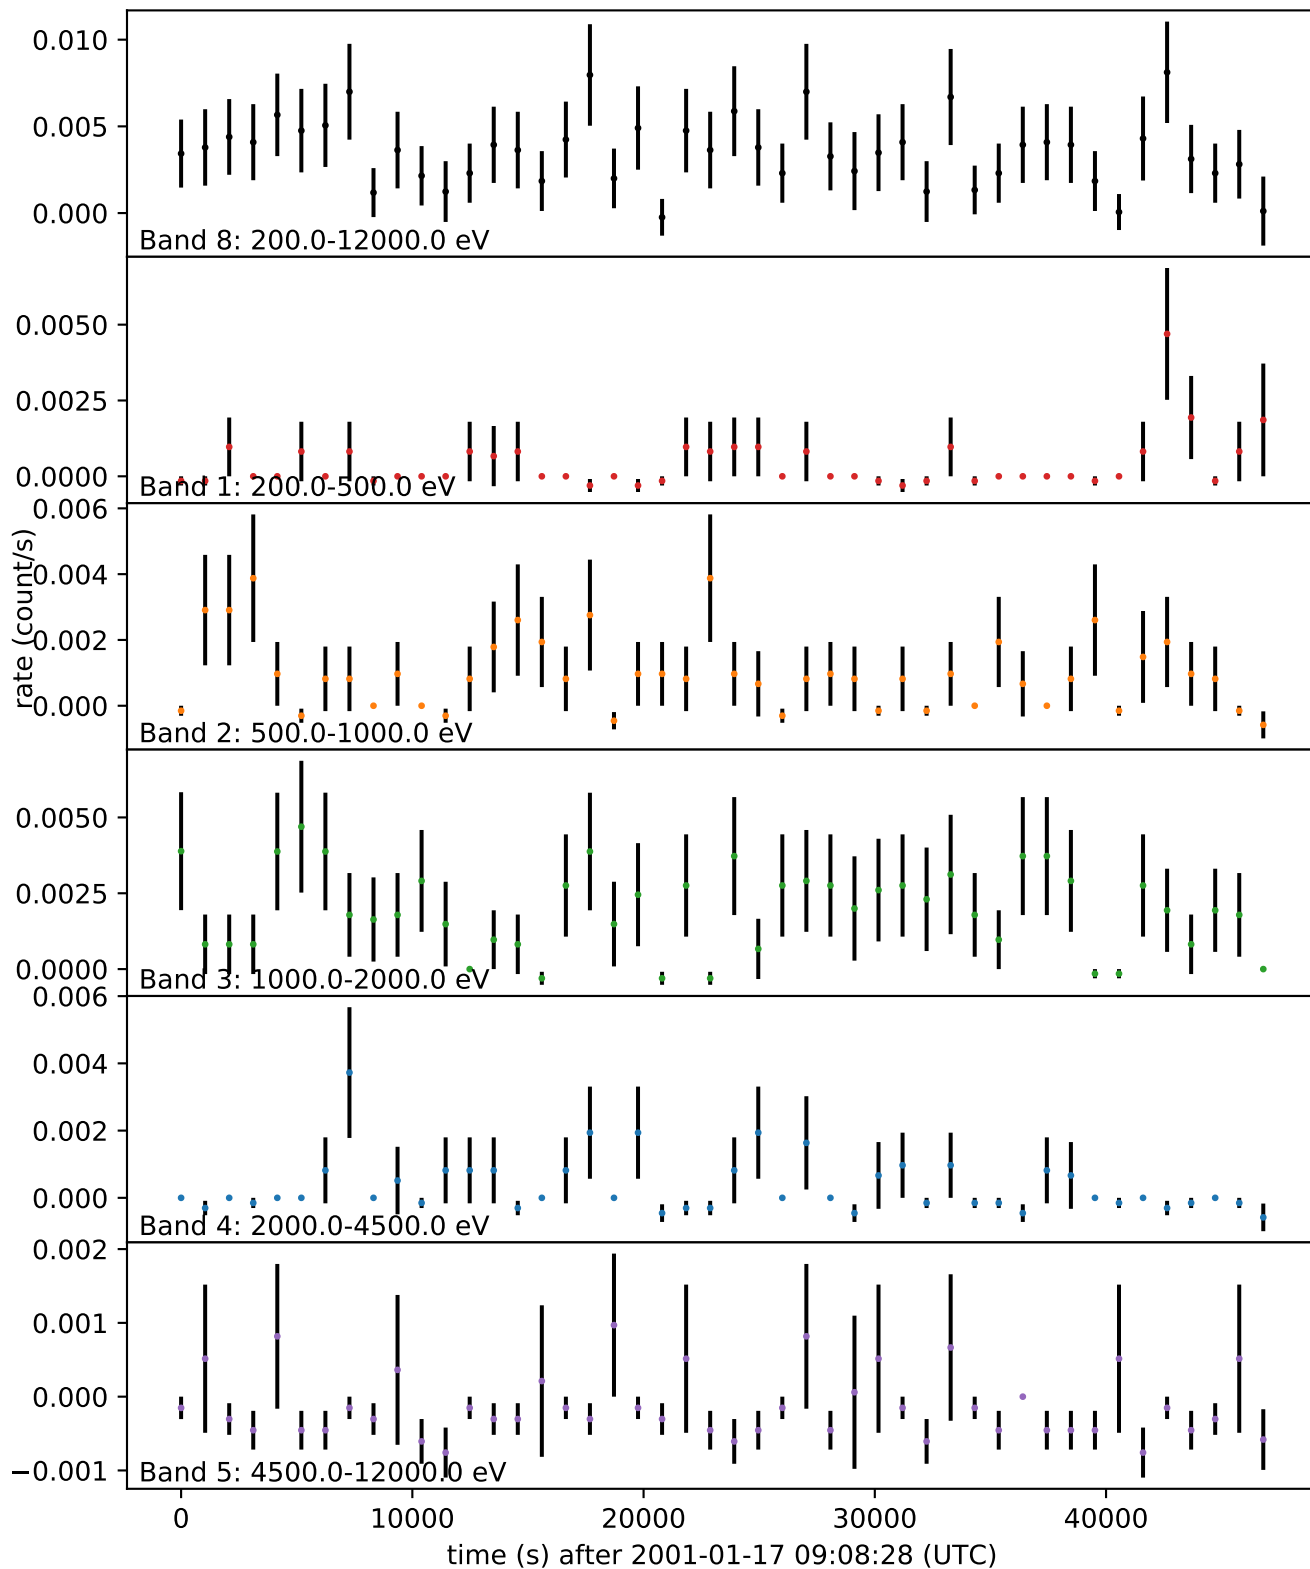 0.010
0.005
0.000
Band 8: 200.0-12000.0 eV
0.0050
0.0025
0.0000
Band 1: 200.0-500.0 eV
rate (count/s)
0.006
0.004
0.002
0.000
Band 2: 500.0-1000.0 eV
0.0050
0.0025
0.0000
Band 3: 1000.0-2000.0 eV
0.006
0.004
0.002
0.000
Band 4: 2000.0-4500.0 eV
0.002
0.001
0.000
−0.001
Band 5: 4500.0-12000.0 eV
0 10000 20000 30000 40000
time (s) after 2001-01-17 09:08:28 (UTC)